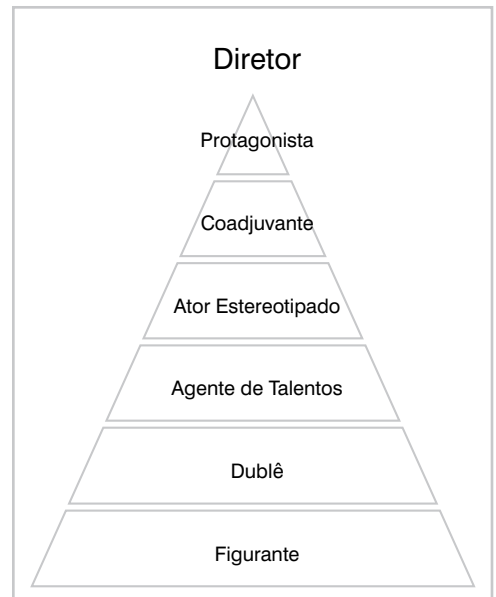 Diretor
Protagonista
Coadjuvante
Ator Estereotipado
Agente de Talentos
Dublê
Figurante